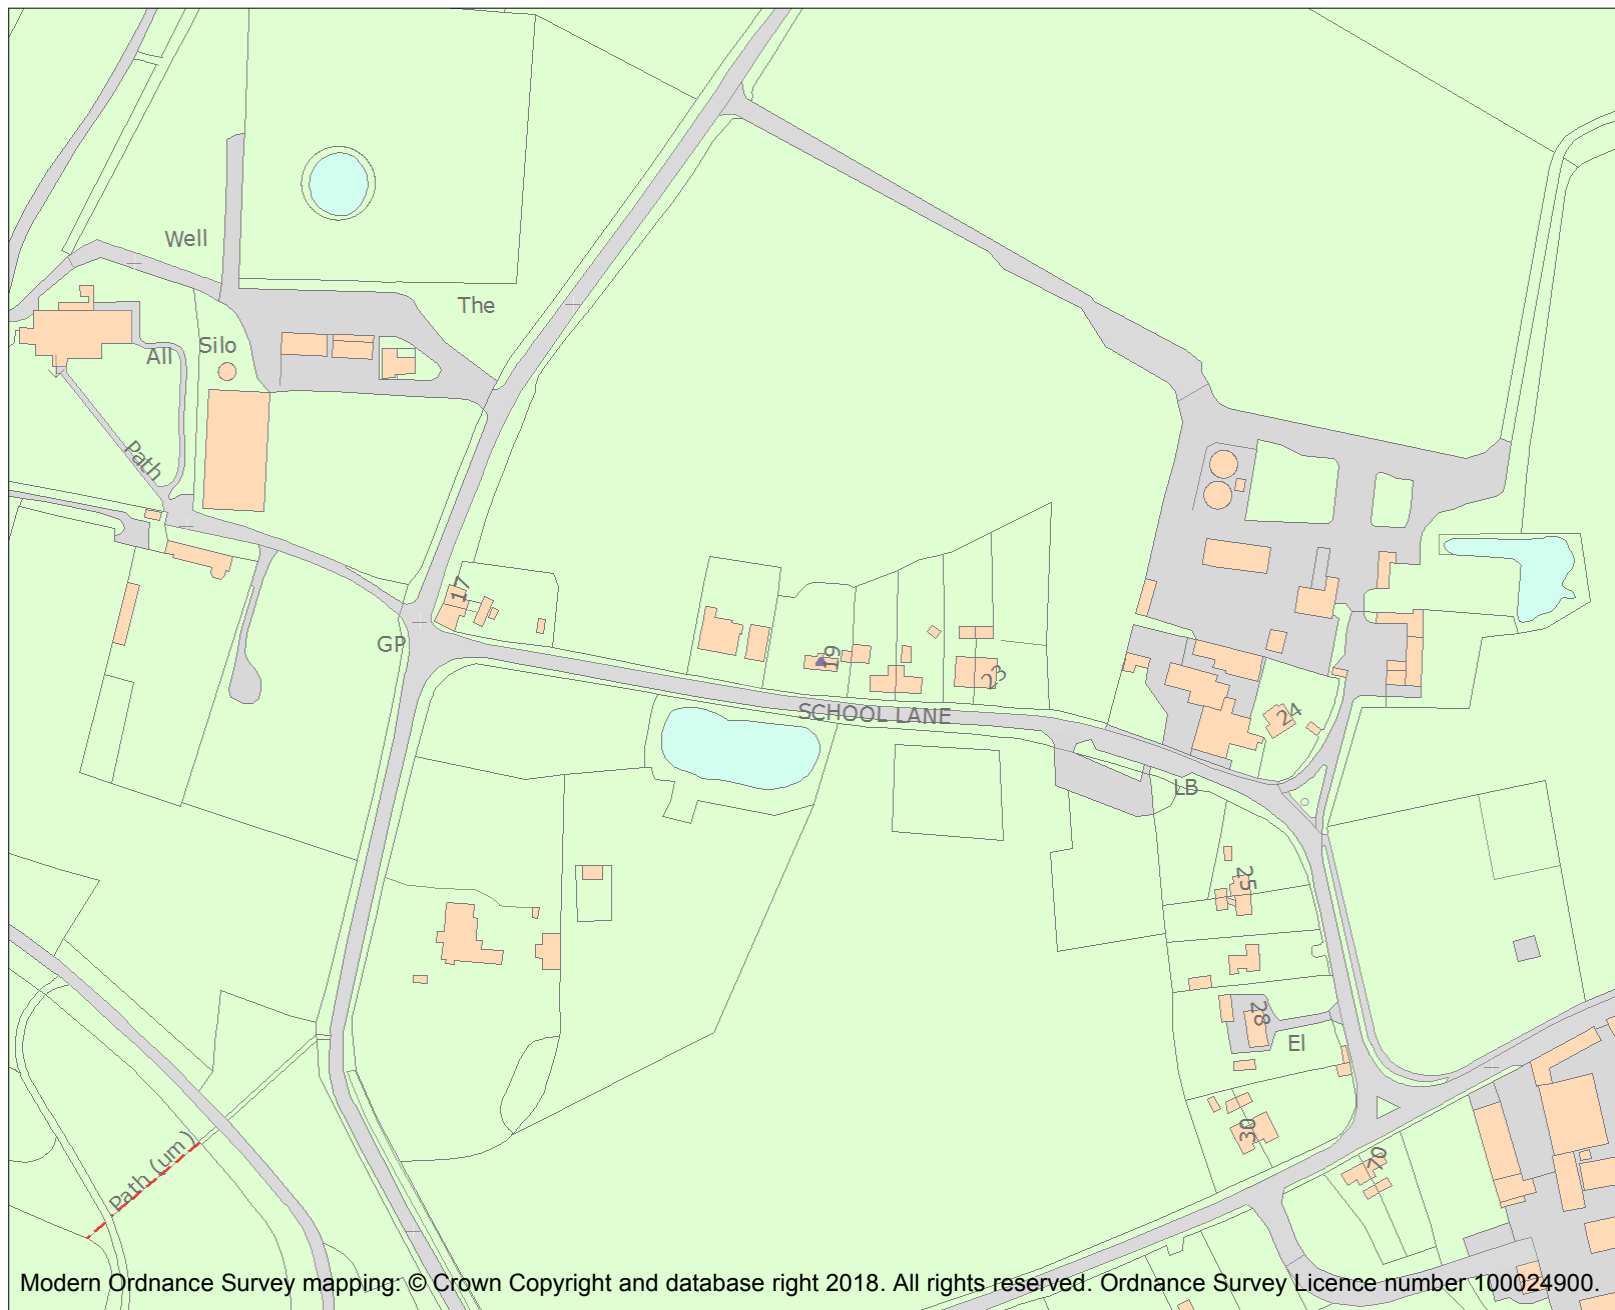 Well
The
Silo
All
Path
17
GP
19
23
SCHOOL LANE
24
LB
25
28
El
30
70
Path (um)
Modern Ordnance Survey mapping: © Crown Copyright and database right 2018. All rights reserved. Ordnance Survey Licence number 100024900.